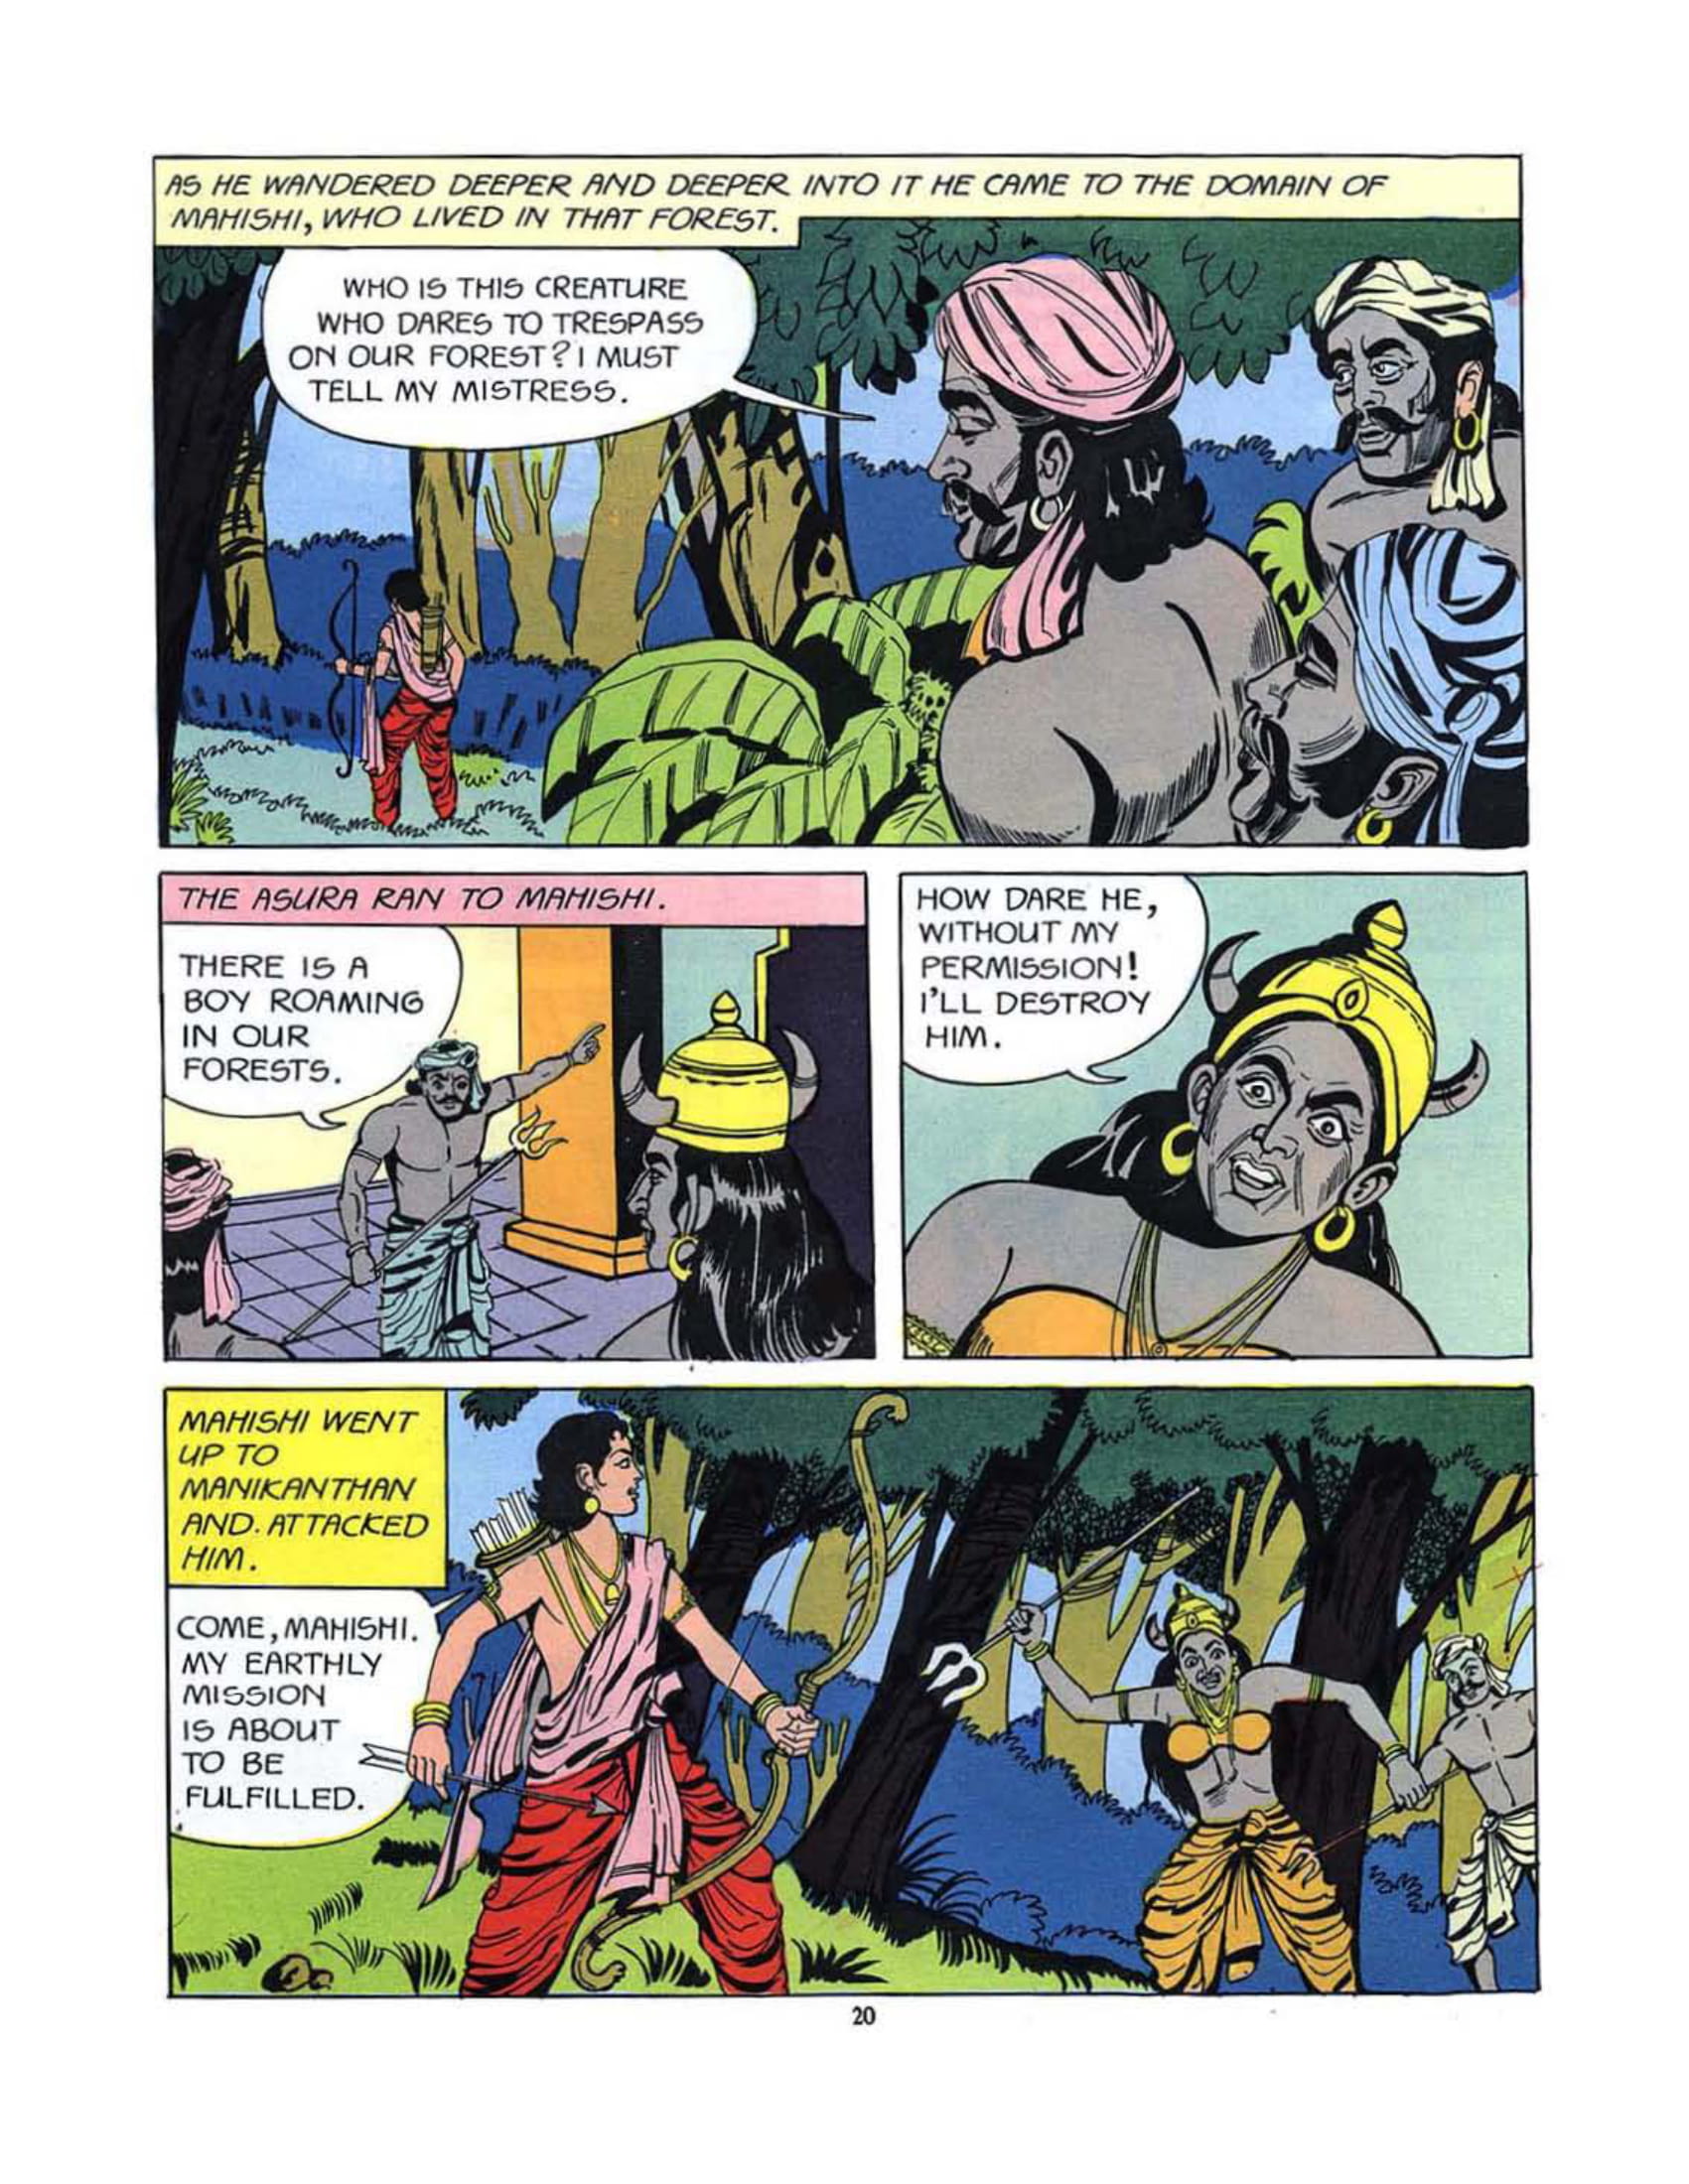 AS HE WANDERED DEEPER AND DEEPER INTO IT HE CAME TO THE DOMAIN OF
MAHISHI, WHO LIVED IN THAT FOREST.
WHO IS THIS CREATURE
WHO DARES TO TRESPASS
ON OUR FOREST? I MUST
TELL MY MISTRESS.
THE ASURA RAN TO MAHISHI.
THERE IS A
BOY ROAMING
IN OUR
FORESTS.
HOW DARE HE,
WITHOUT MY
PERMISSION!
I'LL DESTROY
HIM.
MAHISHI WENT
UP TO
MANIKANTHAN
AND. ATTACKED
HIM.
COME, MAHISHI.
MY EARTHLY
MISSION
IS ABOUT
TO BE
FULFILLED.
20